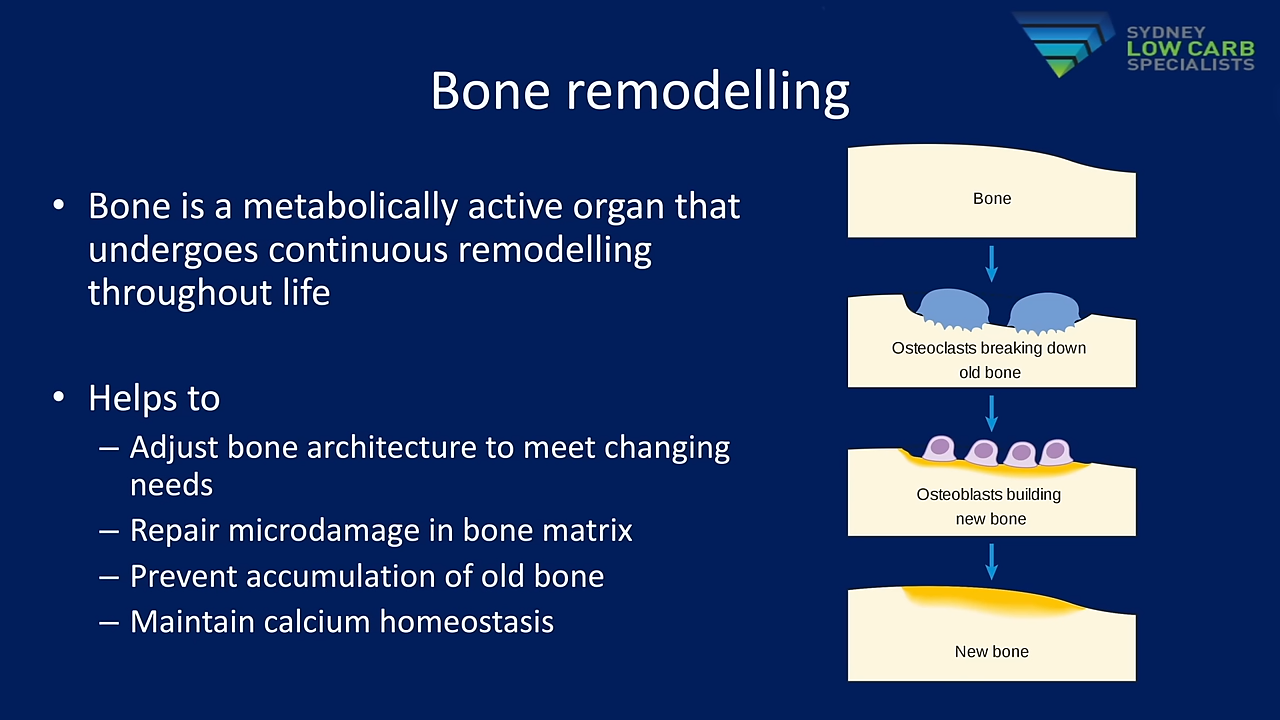 SYDNEY
LOW CARB
SPECIALISTS
Bone remodelling
• Bone is a metabolically active organ that
undergoes continuous remodelling
throughout life
• Helps to
– Adjust bone architecture to meet changing
needs
– Repair microdamage in bone matrix
– Prevent accumulation of old bone
– Maintain calcium homeostasis
Bone
Osteoclasts breaking down
old bone
Osteoblasts building
new bone
New bone